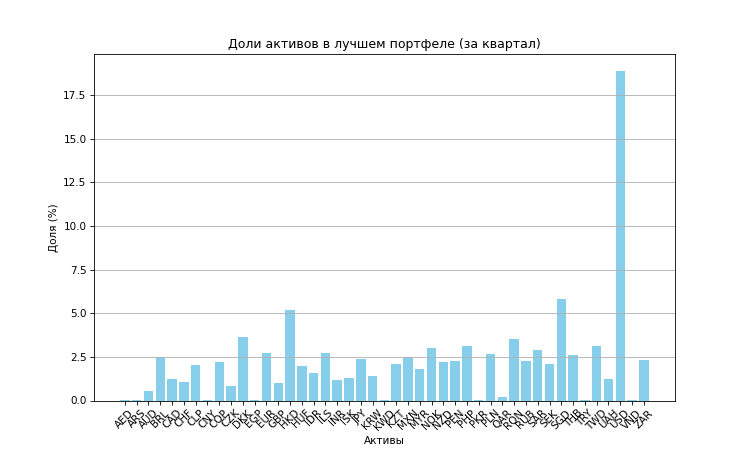 Доли активов в лучшем портфеле (за квартал)
17.5
15.0
12.5
10.0
7.5
5.0
2.5
0.0
Доля (%)
AED ARS AUD BRL CAD CHF CLP CNY COP CZK DKK EGP EUR GBP HKD HUF IDR ILS INR ISK JPY KRW KWD KZT MXN MYR NOK NZD PEN PHP PKR PLN QAR RON RUB SAR SEK SGD THB TRY TWD UAH USD VND ZAR
Активы